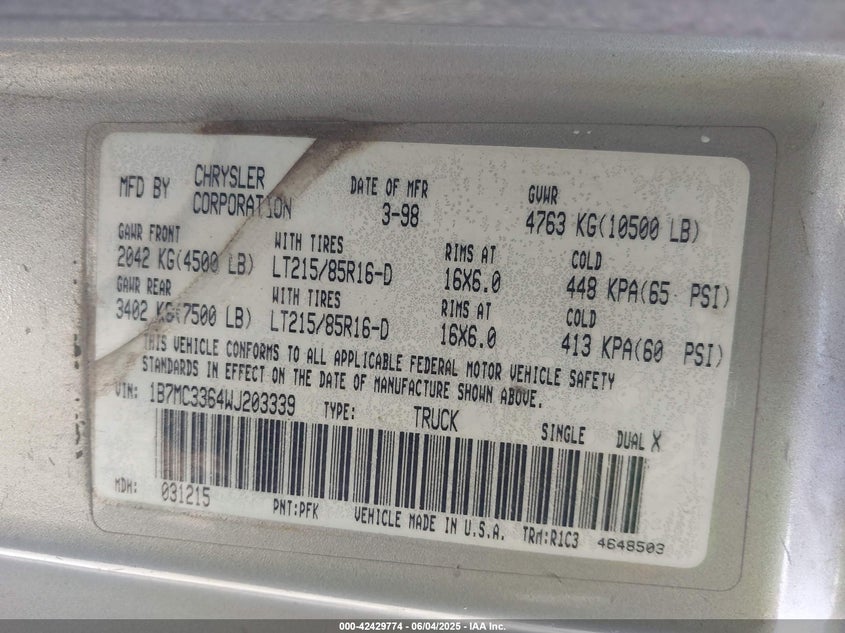 MFD BY CHRYSLER CORPORATION DATE OF MFR 3-98 GVWR 4763 KG(10500 LB)
GAWR FRONT WITH TIRES RIMS AT COLD
2042 KG(4500 LB) LT215/85R16-D 16X6.0 448 KPA(65 PSI)
GAWR REAR WITH TIRES RIMS AT COLD
3402 KG(7500 LB) LT215/85R16-D 16X6.0 413 KPA(60 PSI)
THIS VEHICLE CONFORMS TO ALL APPLICABLE FEDERAL MOTOR VEHICLE SAFETY
STANDARDS IN EFFECT ON THE DATE OF MANUFACTURE SHOWN ABOVE.
VIN: 1B7MC3364WJ203339 TYPE: TRUCK SINGLE DUAL X
MDH: 031215 PNT:PFK VEHICLE MADE IN U.S.A. TRM:R1C3 4648503
000-42429774 - 06/04/2025 - IAA Inc.